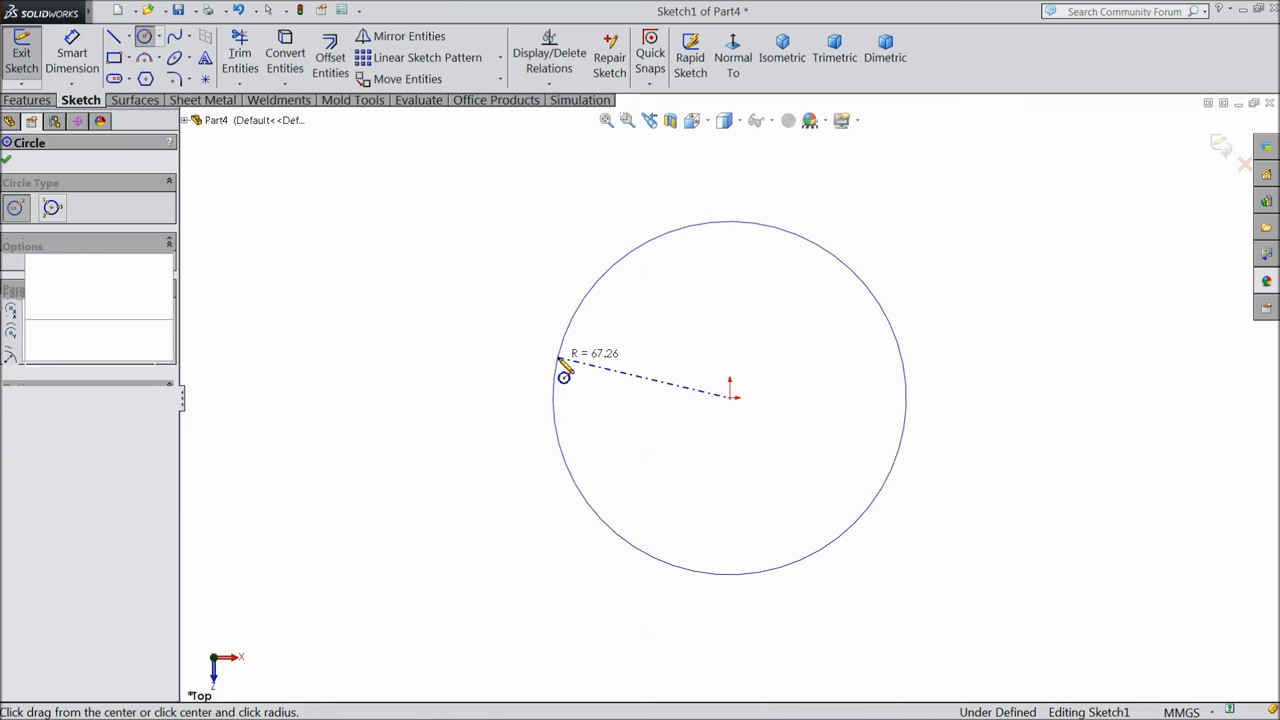 SOLIDWORKS
Sketch1 of Part4 *
Search Community Forum
Exit Sketch
Smart Dimension
Trim Entities
Convert Entities
Offset Entities
Mirror Entities
Linear Sketch Pattern
Move Entities
Display/Delete Relations
Repair Sketch
Quick Snaps
Rapid Sketch
Normal To
Isometric
Trimetric
Dimetric
Features
Sketch
Surfaces
Sheet Metal
Weldments
Mold Tools
Evaluate
Office Products
Simulation
Part4 (Default<<Def...
Circle
?
Circle Type
Options
Para
R = 67.26
X
Z
*Top
Click drag from the center or click center and click radius.
Under Defined
Editing Sketch1
MMGS